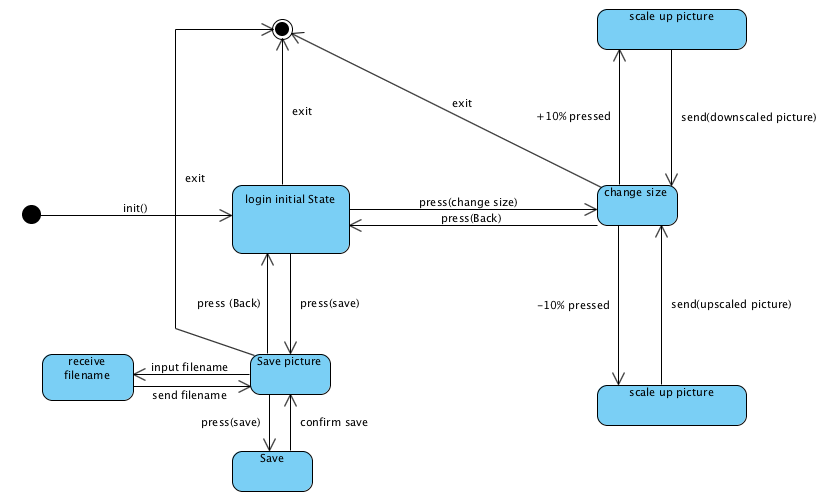 scale up picture
exit
exit
+10% pressed
send(downscaled picture)
exit
login initial State
change size
init()
press(change size)
press(Back)
press (Back)
press(save)
-10% pressed
send(upscaled picture)
receive
filename
input filename
Save picture
send filename
scale up picture
press(save)
confirm save
Save